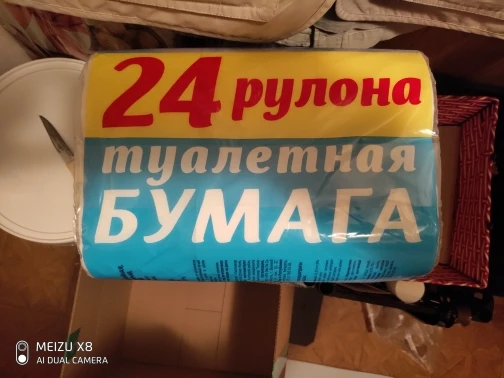 24 рулона
туалетная
БУМАГА
MEIZU X8
AI DUAL CAMERA